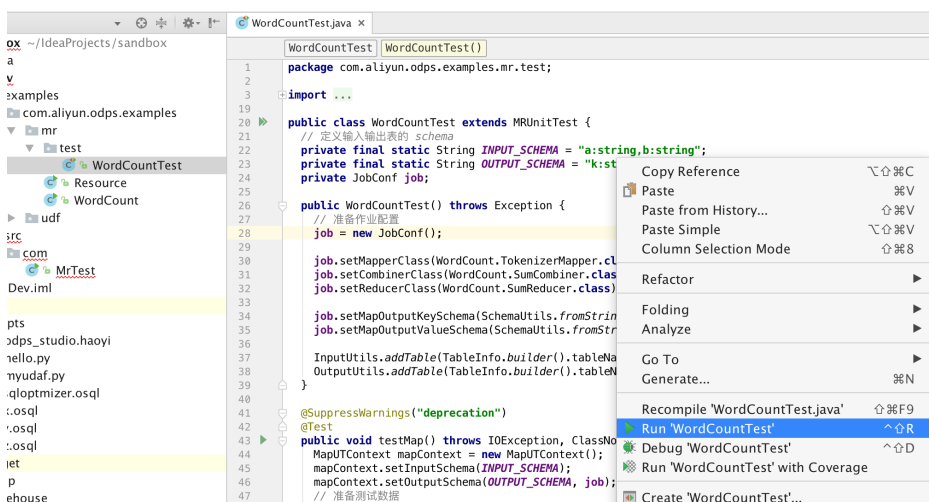 WordCountTest.java ×
ox ~/IdeaProjects/sandbox
a
v
examples
com.aliyun.odps.examples
mr
test
WordCountTest
Resource
WordCount
udf
src
com
MrTest
Dev.iml
pts
odps_studio.haoyi
hello.py
myudaf.py
sqloptmizer.osql
x.osql
y.osql
z.osql
get
p
ehouse
WordCountTest WordCountTest()
1 package com.aliyun.odps.examples.mr.test;
2
3 import ...
19
20 public class WordCountTest extends MRUnitTest {
21 // 定义输入输出表的 schema
22 private final static String INPUT_SCHEMA = "a:string,b:string";
23 private final static String OUTPUT_SCHEMA = "k:st
24 private JobConf job;
25
26 public WordCountTest() throws Exception {
27 // 准备作业配置
28 job = new JobConf();
29
30 job.setMapperClass(WordCount.TokenizerMapper.cl
31 job.setCombinerClass(WordCount.SumCombiner.clas
32 job.setReducerClass(WordCount.SumReducer.class)
33
34 job.setMapOutputKeySchema(SchemaUtils.fromStrin
35 job.setMapOutputValueSchema(SchemaUtils.fromStr
36
37 InputUtils.addTable(TableInfo.builder().tableNa
38 OutputUtils.addTable(TableInfo.builder().tableN
39 }
40
41 @SuppressWarnings("deprecation")
42 @Test
43 public void testMap() throws IOException, ClassNo
44 MapUTContext mapContext = new MapUTContext();
45 mapContext.setInputSchema(INPUT_SCHEMA);
46 mapContext.setOutputSchema(OUTPUT_SCHEMA, job);
47 // 准备测试数据
Copy Reference ⌥⇧⌘C
Paste ⌘V
Paste from History... ⇧⌘V
Paste Simple ⌥⇧⌘V
Column Selection Mode ⇧⌘8
Refactor
Folding
Analyze
Go To
Generate... ⌘N
Recompile 'WordCountTest.java' ⇧⌘F9
Run 'WordCountTest' ^⇧R
Debug 'WordCountTest' ^⇧D
Run 'WordCountTest' with Coverage
Create 'WordCountTest'...